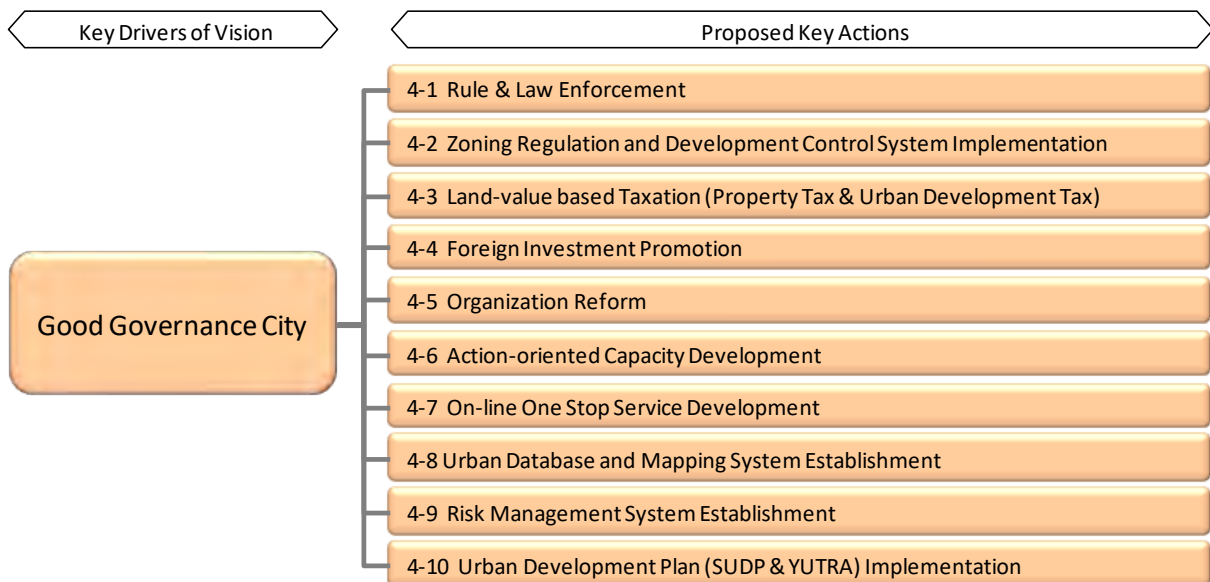 Key Drivers of Vision
Proposed Key Actions
Good Governance City
4-1 Rule & Law Enforcement
4-2 Zoning Regulation and Development Control System Implementation
4-3 Land-value based Taxation (Property Tax & Urban Development Tax)
4-4 Foreign Investment Promotion
4-5 Organization Reform
4-6 Action-oriented Capacity Development
4-7 On-line One Stop Service Development
4-8 Urban Database and Mapping System Establishment
4-9 Risk Management System Establishment
4-10 Urban Development Plan (SUDP & YUTRA) Implementation